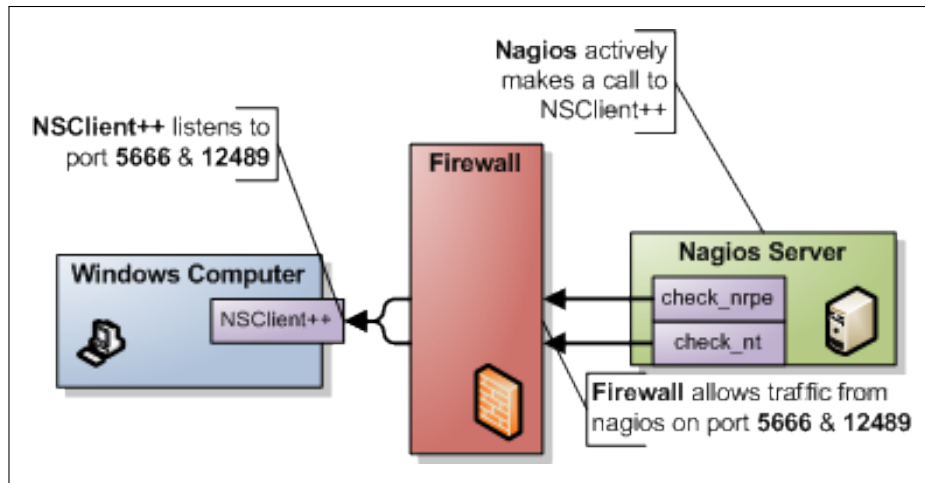 Nagios actively
makes a call to
NSClient++
NSClient++ listens to
port 5666 & 12489
Firewall
Nagios Server
Windows Computer
check_nrpe
NSClient++
check_nt
Firewall allows traffic from
nagios on port 5666 & 12489